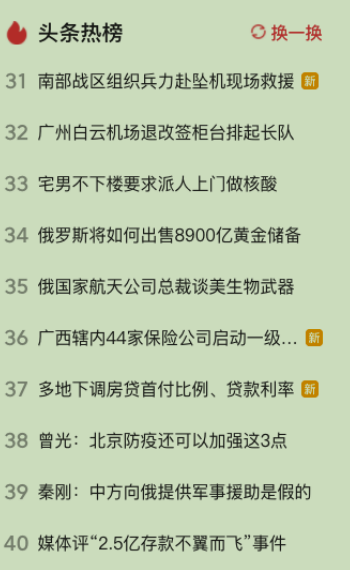 头条热榜 换一换
31 南部战区组织兵力赴坠机现场救援 新
32 广州白云机场退改签柜台排起长队
33 宅男不下楼要求派人上门做核酸
34 俄罗斯将如何出售8900亿黄金储备
35 俄国家航天公司总裁谈美生物武器
36 广西辖内44家保险公司启动一级... 新
37 多地下调房贷首付比例、贷款利率 新
38 曾光：北京防疫还可以加强这3点
39 秦刚：中方向俄提供军事援助是假的
40 媒体评“2.5亿存款不翼而飞”事件